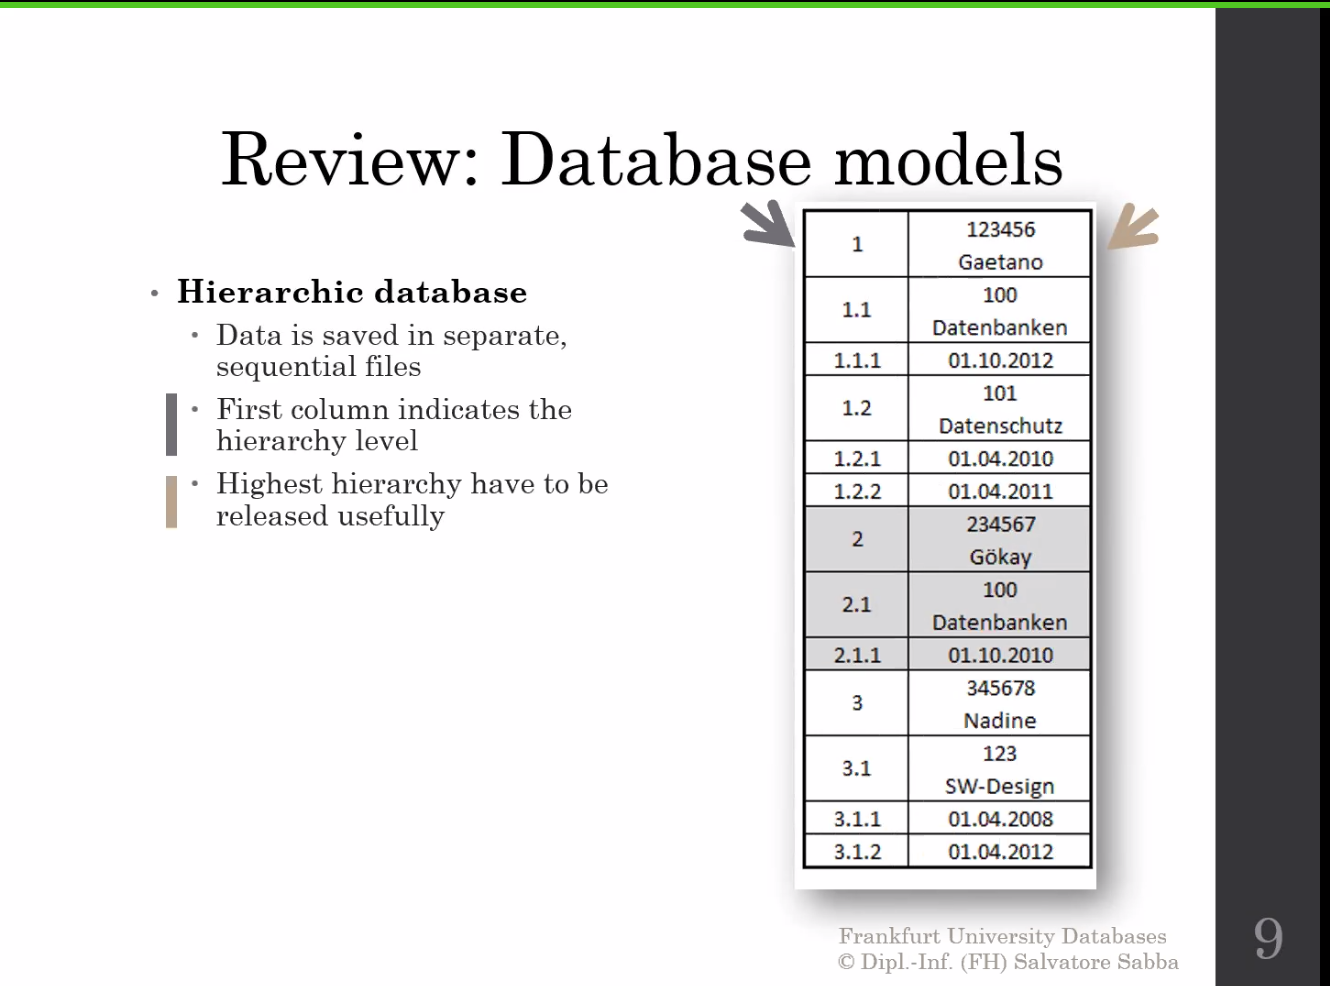 Review: Database models
• Hierarchic database
• Data is saved in separate,
sequential files
• First column indicates the
hierarchy level
• Highest hierarchy have to be
released usefully
1 123456
Gaetano
1.1 100
Datenbanken
1.1.1 01.10.2012
1.2 101
Datenschutz
1.2.1 01.04.2010
1.2.2 01.04.2011
2 234567
Gökay
2.1 100
Datenbanken
2.1.1 01.10.2010
3 345678
Nadine
3.1 123
SW-Design
3.1.1 01.04.2008
3.1.2 01.04.2012
Frankfurt University Databases
© Dipl.-Inf. (FH) Salvatore Sabba
9